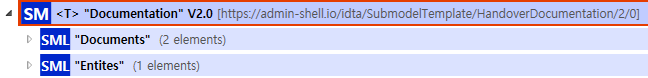 SM <T> "Documentation" V2.0 [https://admin-shell.io/idta/SubmodelTemplate/HandoverDocumentation/2/0]
SML "Documents" (2 elements)
SML "Entites" (1 elements)